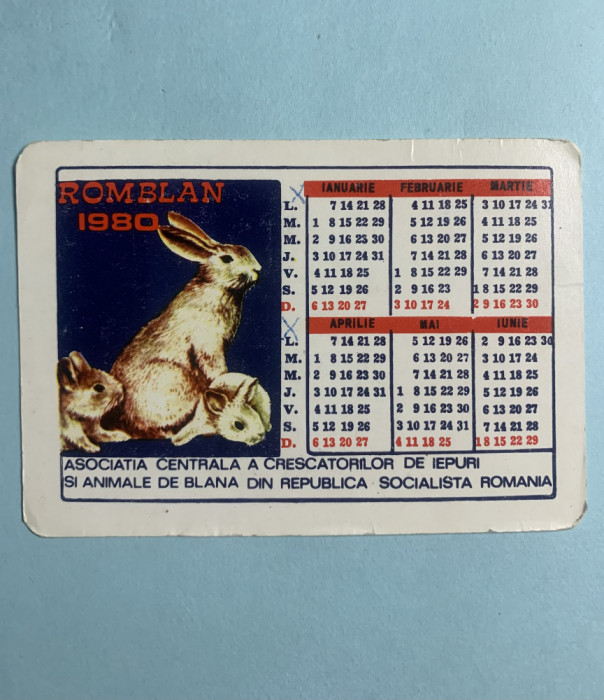 ROMBLAN
1980
IANUARIE FEBRUARIE MARTIE
L. 7 14 21 28 4 11 18 25 3 10 17 24 31
M. 1 8 15 22 29 5 12 19 26 4 11 18 25
M. 2 9 16 23 30 6 13 20 27 5 12 19 26
J. 3 10 17 24 31 7 14 21 28 6 13 20 27
V. 4 11 18 25 1 8 15 22 29 7 14 21 28
S. 5 12 19 26 2 9 16 23 1 8 15 22 29
D. 6 13 20 27 3 10 17 24 2 9 16 23 30
APRILIE MAI IUNIE
L. 7 14 21 28 5 12 19 26 2 9 16 23 30
M. 1 8 15 22 29 6 13 20 27 3 10 17 24
M. 2 9 16 23 30 7 14 21 28 4 11 18 25
J. 3 10 17 24 31 1 8 15 22 29 5 12 19 26
V. 4 11 18 25 2 9 16 23 30 6 13 20 27
S. 5 12 19 26 3 10 17 24 31 7 14 21 28
D. 6 13 20 27 4 11 18 25 1 8 15 22 29
ASOCIATIA CENTRALA A CRESCATORILOR DE IEPURI
SI ANIMALE DE BLANA DIN REPUBLICA SOCIALISTA ROMANIA